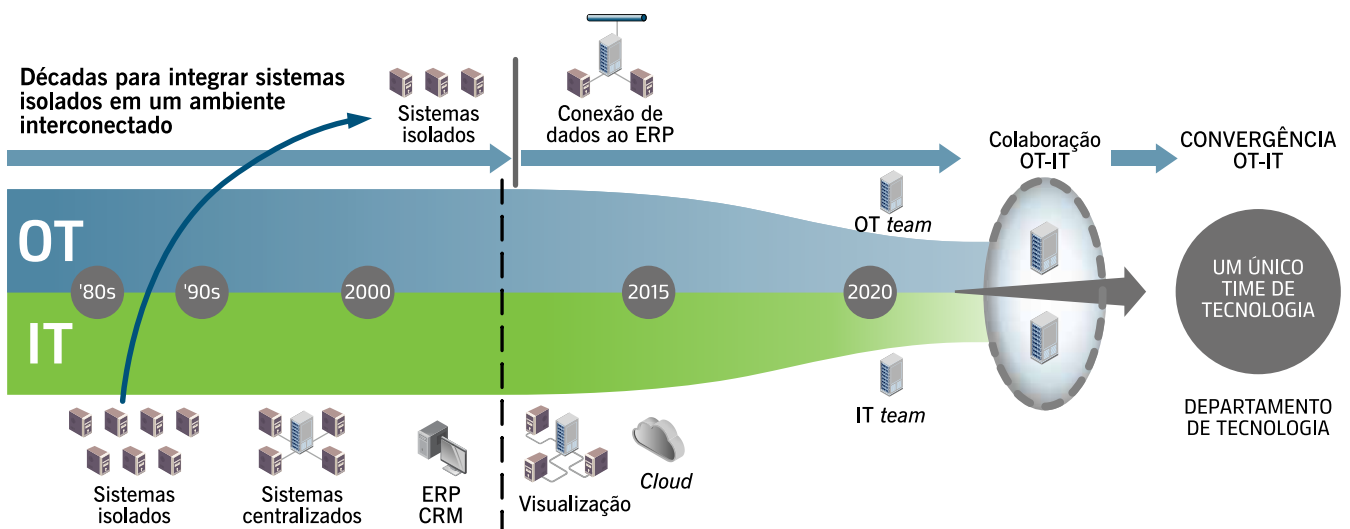 Décadas para integrar sistemas
isolados em um ambiente
interconectado
Sistemas
isolados
Conexão de
dados ao ERP
Colaboração
OT-IT
CONVERGÊNCIA
OT-IT
OT
OT team
'80s
'90s
2000
2015
2020
UM ÚNICO
TIME DE
TECNOLOGIA
IT
IT team
DEPARTAMENTO
DE TECNOLOGIA
Sistemas
isolados
Sistemas
centralizados
ERP
CRM
Visualização
Cloud